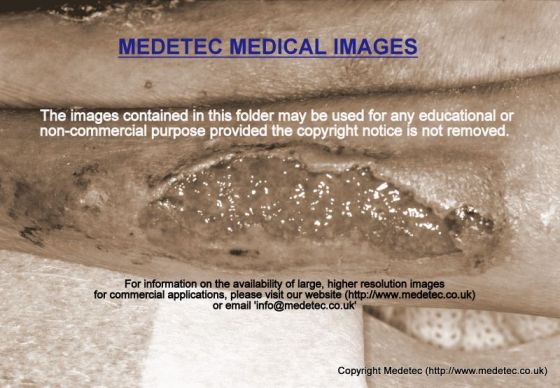 MEDETEC MEDICAL IMAGES
The images contained in this folder may be used for any educational or
non-commercial purpose provided the copyright notice is not removed.
For information on the availability of large, higher resolution images
for commercial applications, please visit our website (http://www.medetec.co.uk)
or email 'info@medetec.co.uk'
Copyright Medetec (http://www.medetec.co.uk)